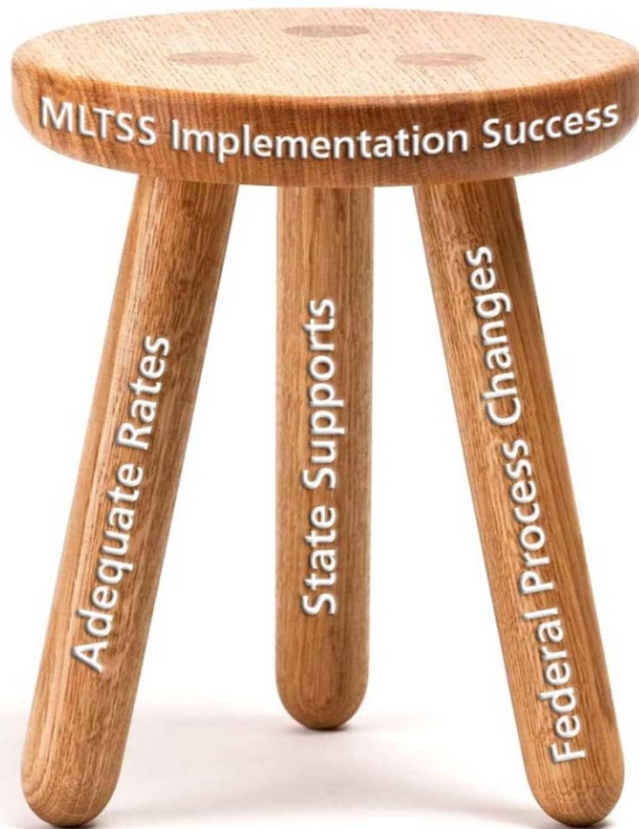 MLTSS Implementation Success
Adequate Rates
State Supports
Federal Process Changes